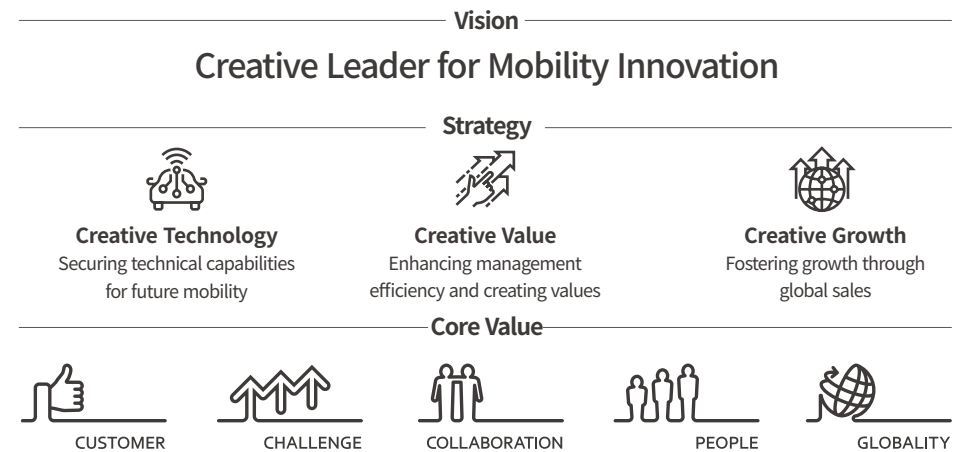 Vision
Creative Leader for Mobility Innovation
Strategy
Creative Technology
Securing technical capabilities
for future mobility
Creative Value
Enhancing management
efficiency and creating values
Creative Growth
Fostering growth through
global sales
Core Value
CUSTOMER
CHALLENGE
COLLABORATION
PEOPLE
GLOBALITY